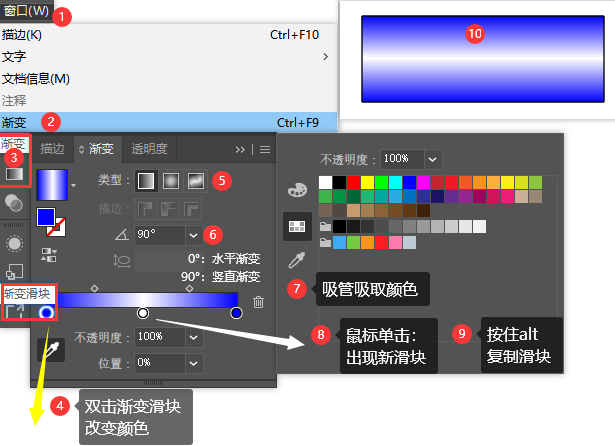 窗口(W)
1
描边(K) Ctrl+F10
文字
文档信息(M)
注释
渐变 2 Ctrl+F9
10
渐变
3
描边 渐变 透明度
类型: 5
描边:
90° 6
0°: 水平渐变
90°: 竖直渐变
渐变滑块
不透明度: 100%
位置: 0%
4 双击渐变滑块
改变颜色
不透明度: 100%
7 吸管吸取颜色
8 鼠标单击:
出现新滑块
9 按住alt
复制滑块